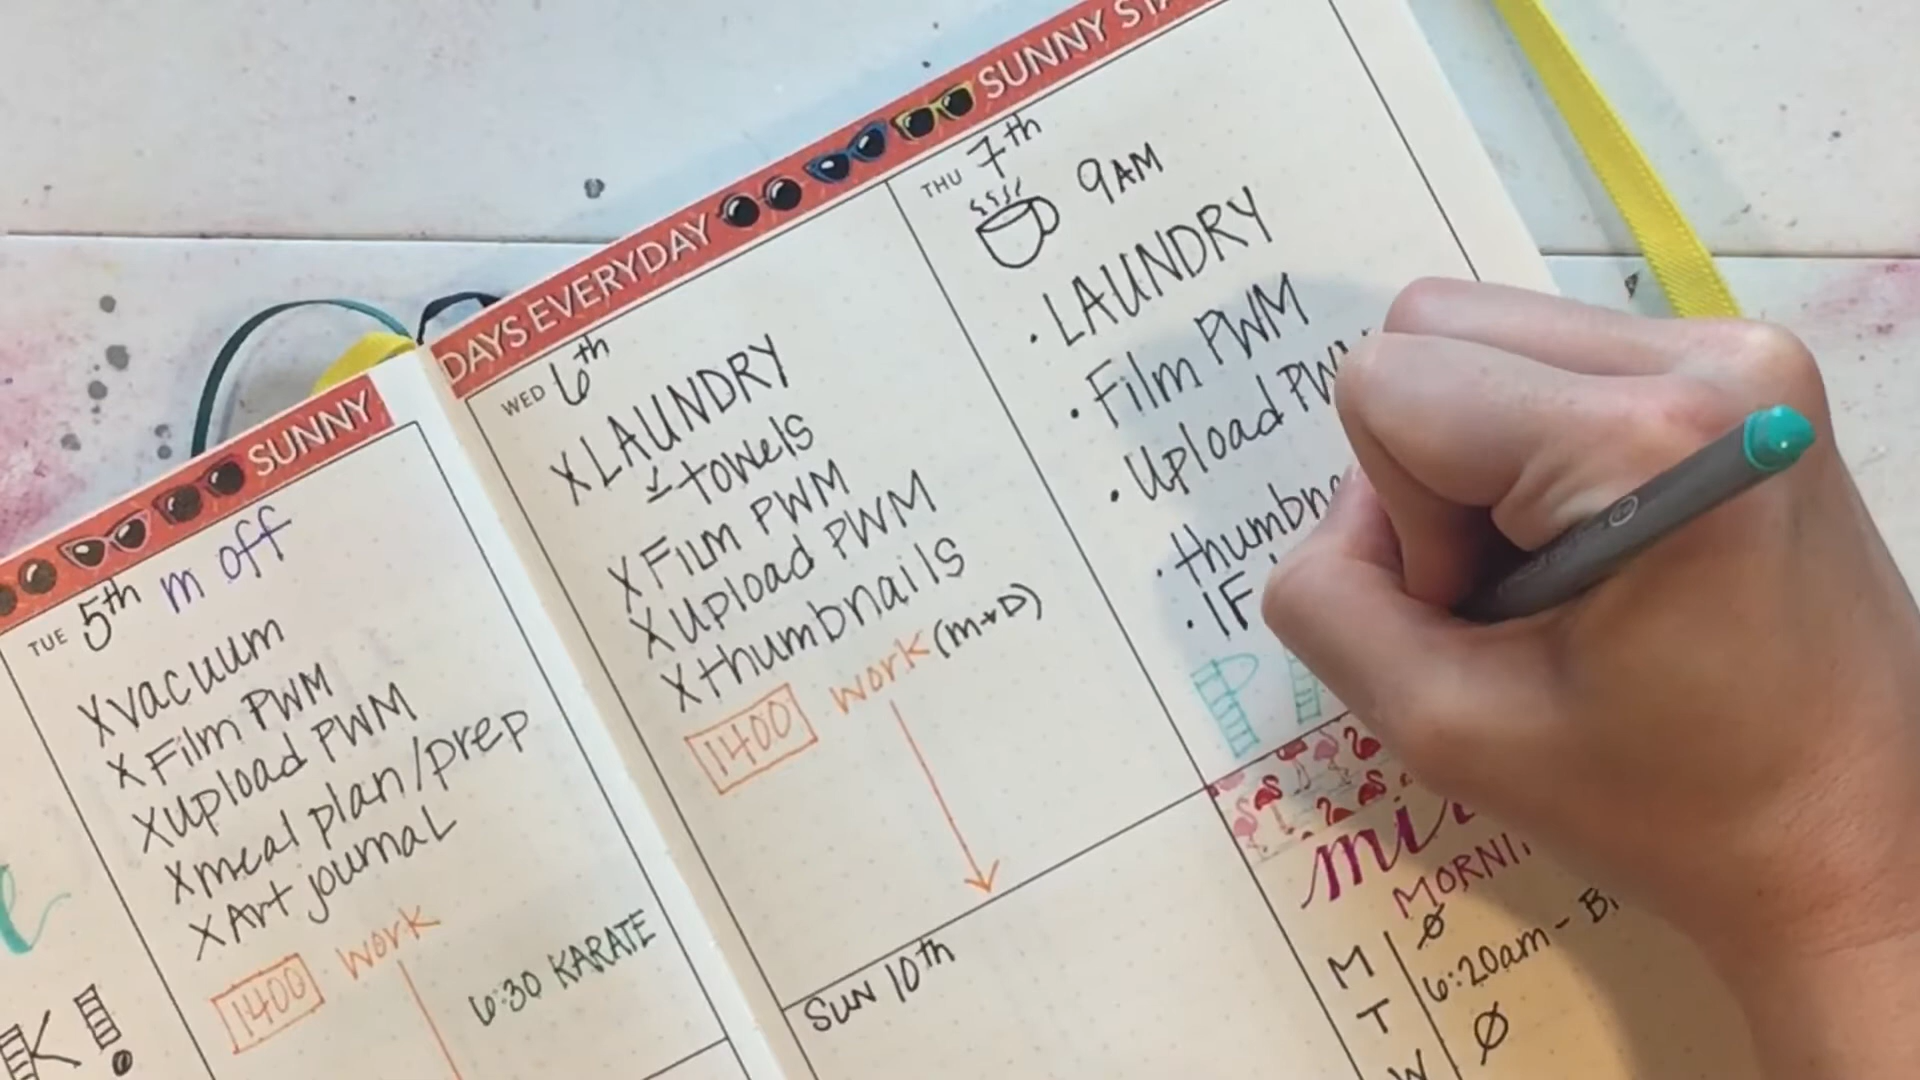 SUNNY
TUE 5th m off
X vacuum
X Film PWM
X upload PWM
X meal plan/prep
X Art journal
1400 work
6:30 KARATE
K!
DAYS EVERYDAY SUNNY
WED 6th
X LAUNDRY
towels
X FILM PWM
X upload PWM
X thumbnails
1400 work (m+D)
SUN 10th
THU 7th
9AM
• LAUNDRY
• Film PWM
• Upload
• IF
P
M
6:20am -
T
W